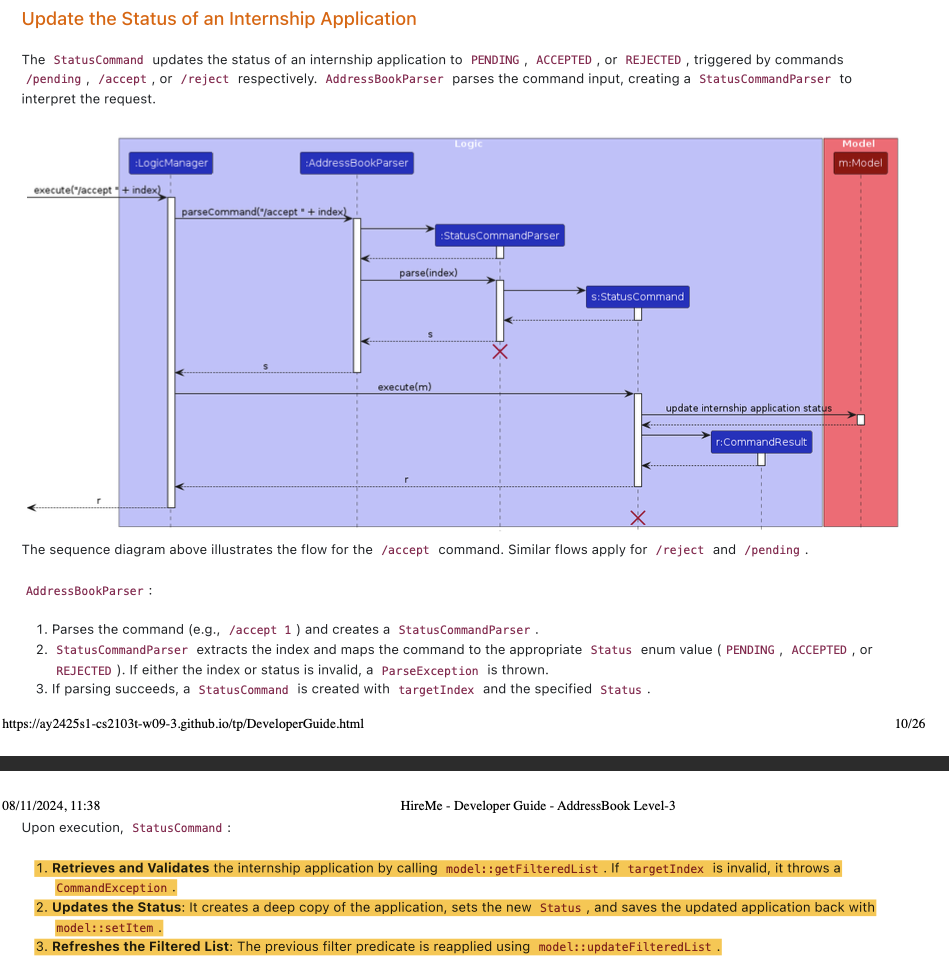 Update the Status of an Internship Application
The StatusCommand updates the status of an internship application to PENDING , ACCEPTED , or REJECTED , triggered by commands
/pending , /accept , or /reject respectively. AddressBookParser parses the command input, creating a StatusCommandParser to
interpret the request.
Logic
Model
:LogicManager
:AddressBookParser
m:Model
execute("/accept " + index)
parseCommand("/accept " + index)
:StatusCommandParser
parse(index)
s:StatusCommand
s
s
execute(m)
update internship application status
r:CommandResult
r
r
The sequence diagram above illustrates the flow for the /accept command. Similar flows apply for /reject and /pending .
AddressBookParser :
1. Parses the command (e.g., /accept 1 ) and creates a StatusCommandParser .
2. StatusCommandParser extracts the index and maps the command to the appropriate Status enum value ( PENDING , ACCEPTED , or
REJECTED ). If either the index or status is invalid, a ParseException is thrown.
3. If parsing succeeds, a StatusCommand is created with targetIndex and the specified Status .
https://ay2425s1-cs2103t-w09-3.github.io/tp/DeveloperGuide.html 10/26
08/11/2024, 11:38 HireMe - Developer Guide - AddressBook Level-3
Upon execution, StatusCommand :
1. Retrieves and Validates the internship application by calling model::getFilteredList . If targetIndex is invalid, it throws a
CommandException .
2. Updates the Status: It creates a deep copy of the application, sets the new Status , and saves the updated application back with
model::setItem .
3. Refreshes the Filtered List: The previous filter predicate is reapplied using model::updateFilteredList .